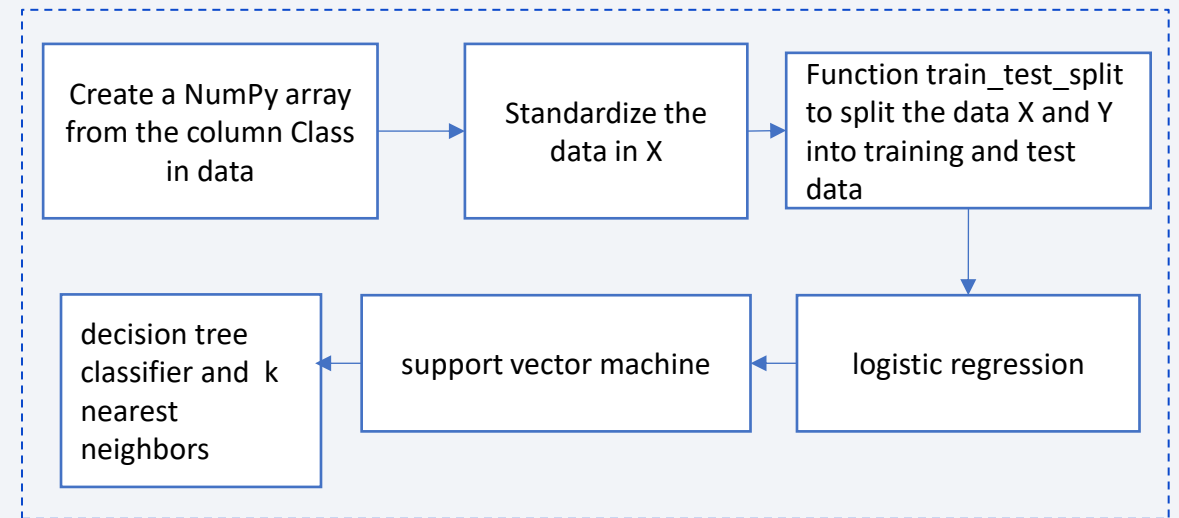 Create a NumPy array
from the column Class
in data
Standardize the
data in X
Function train_test_split
to split the data X and Y
into training and test
data
logistic regression
support vector machine
decision tree
classifier and k
nearest
neighbors